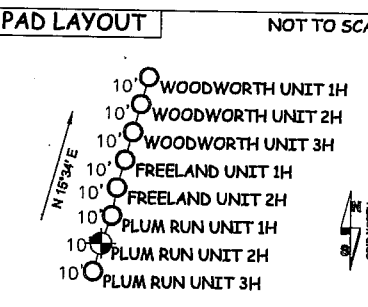 PAD LAYOUT
NOT TO SCA
10' WOODWORTH UNIT 1H
10' WOODWORTH UNIT 2H
10' WOODWORTH UNIT 3H
10' FREELAND UNIT 1H
10' FREELAND UNIT 2H
10' PLUM RUN UNIT 1H
10' PLUM RUN UNIT 2H
10' PLUM RUN UNIT 3H
N 15°34' E
N
S